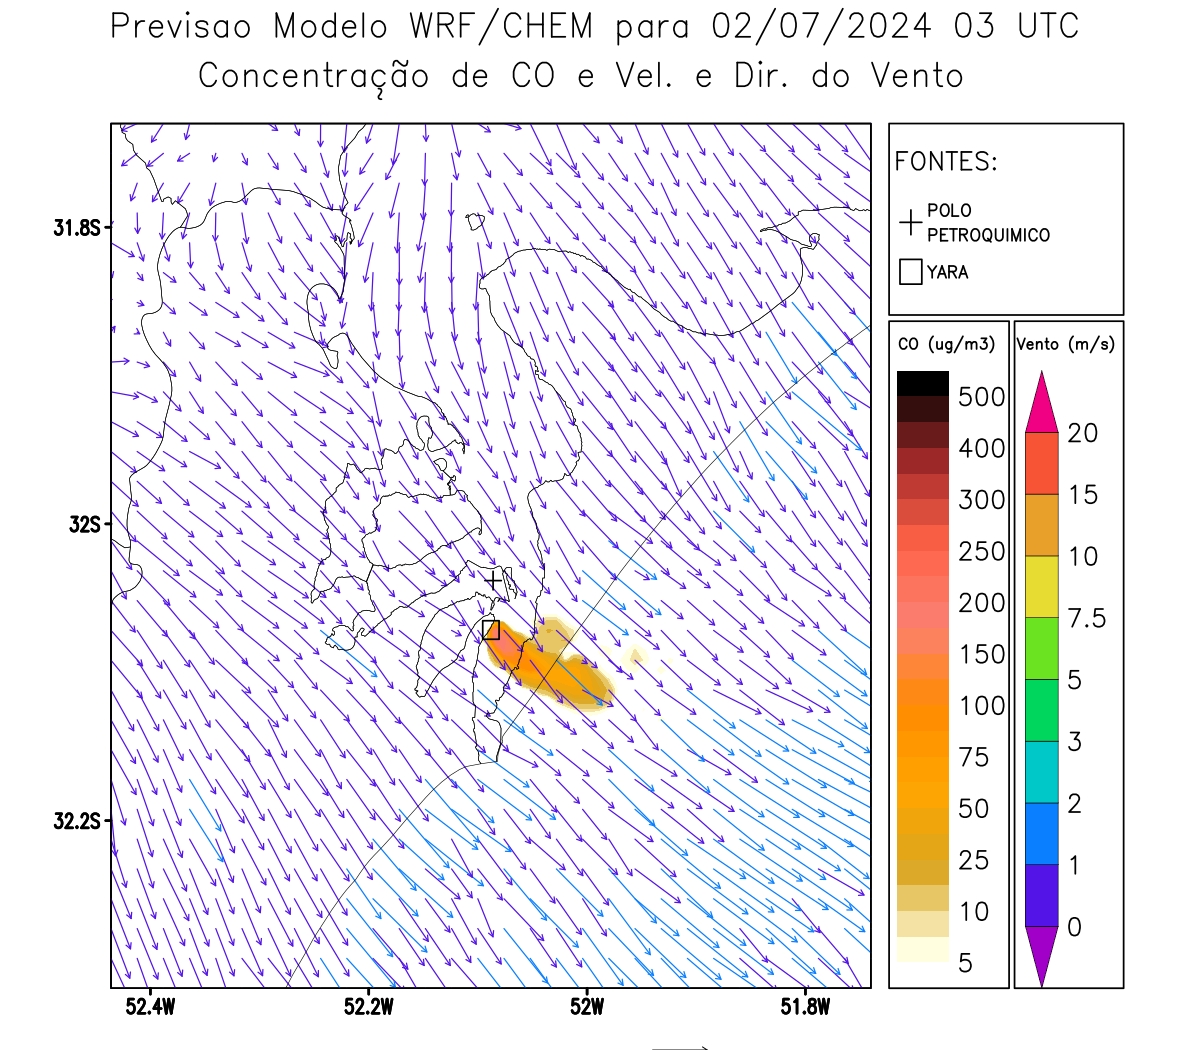 Previsao Modelo WRF/CHEM para 02/07/2024 03 UTC
Concentração de CO e Vel. e Dir. do Vento
FONTES:
POLO
PETROQUIMICO
YARA
CO (ug/m3)
500
400
300
250
200
150
100
75
50
25
10
5
Vento (m/s)
20
15
10
7.5
5
3
2
1
0
31.8S
32S
32.2S
52.4W
52.2W
52W
51.8W